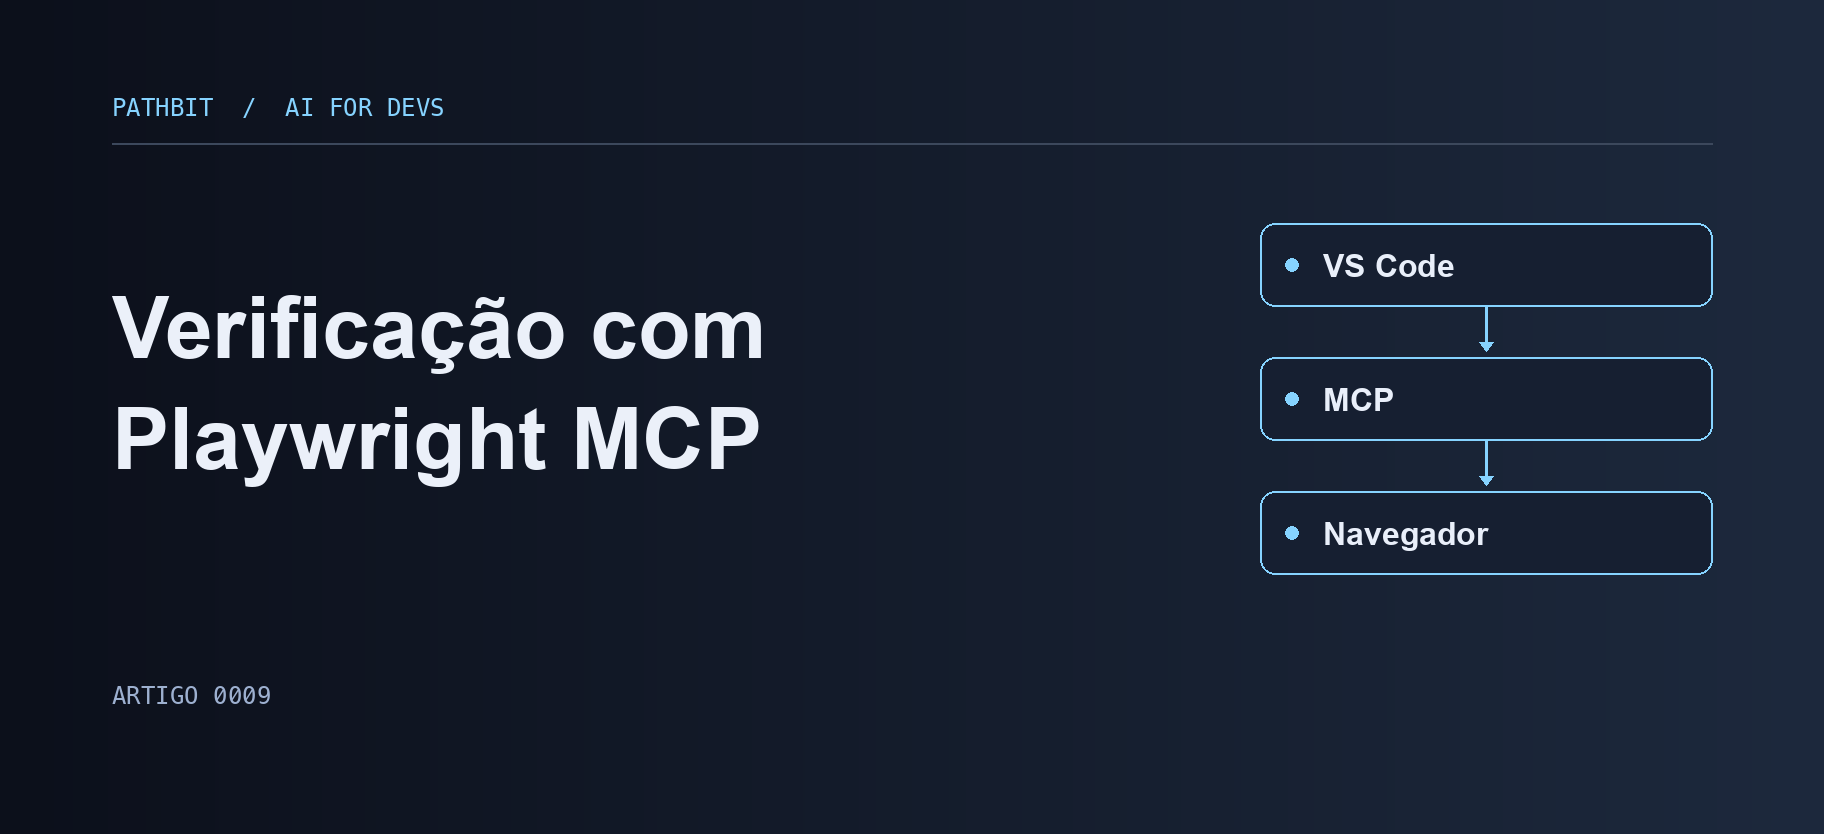 PATHBIT / AI FOR DEVS
Verificação com
Playwright MCP
VS Code
MCP
Navegador
ARTIGO 0009